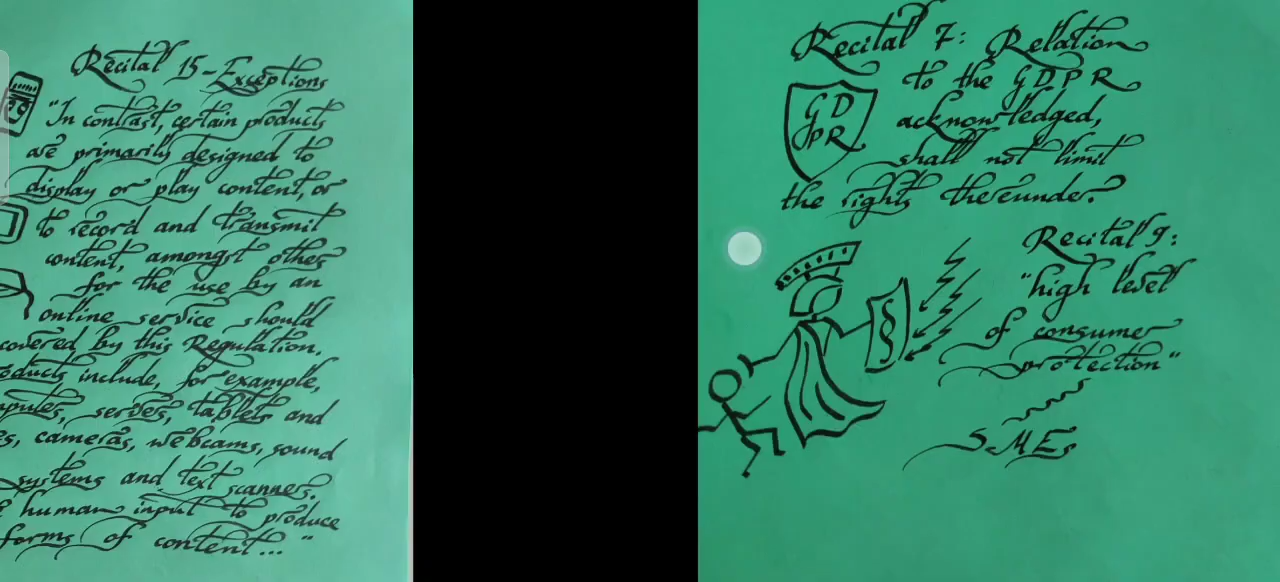 Recital 15 - Exceptions
"In contrast, certain products
are primarily designed to
display or play content, or
to record and transmit
content, amongst others
for the use by an
online service should
covered by this Regulation.
oducts include, for example,
mputers, servers, tablets and
s, cameras, webcams, sound
systems and text scanners.
human input to produce
forms of content... "
Recital 7: Relation
to the GDPR
GD
PR
acknowledged,
shall not limit
the rights thereunder.
Recital 9:
"high level
of consumer
protection"
§
SMEs